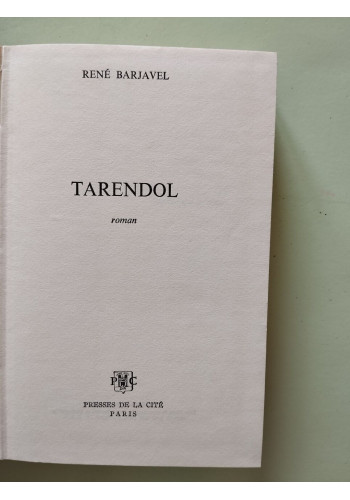 RENÉ BARJAVEL
TARENDOL
roman
P C
PRESSES DE LA CITÉ
PARIS